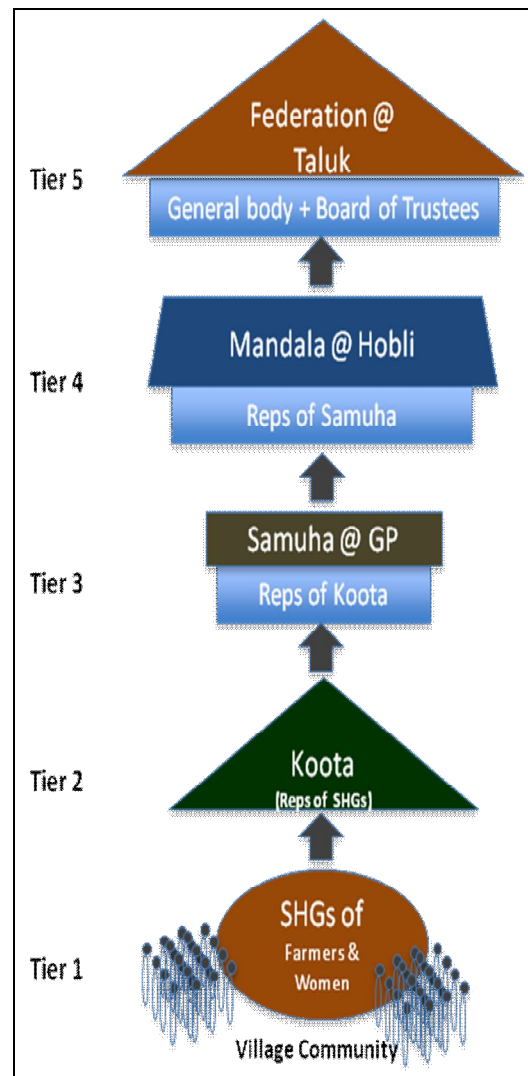 Federation @
Taluk
Tier 5
General body + Board of Trustees
Mandala @ Hobli
Tier 4
Reps of Samuha
Samuha @ GP
Tier 3
Reps of Koota
Koota
Tier 2
(Reps of SHGs)
SHGs of
Farmers &
Tier 1
Women
Village Community